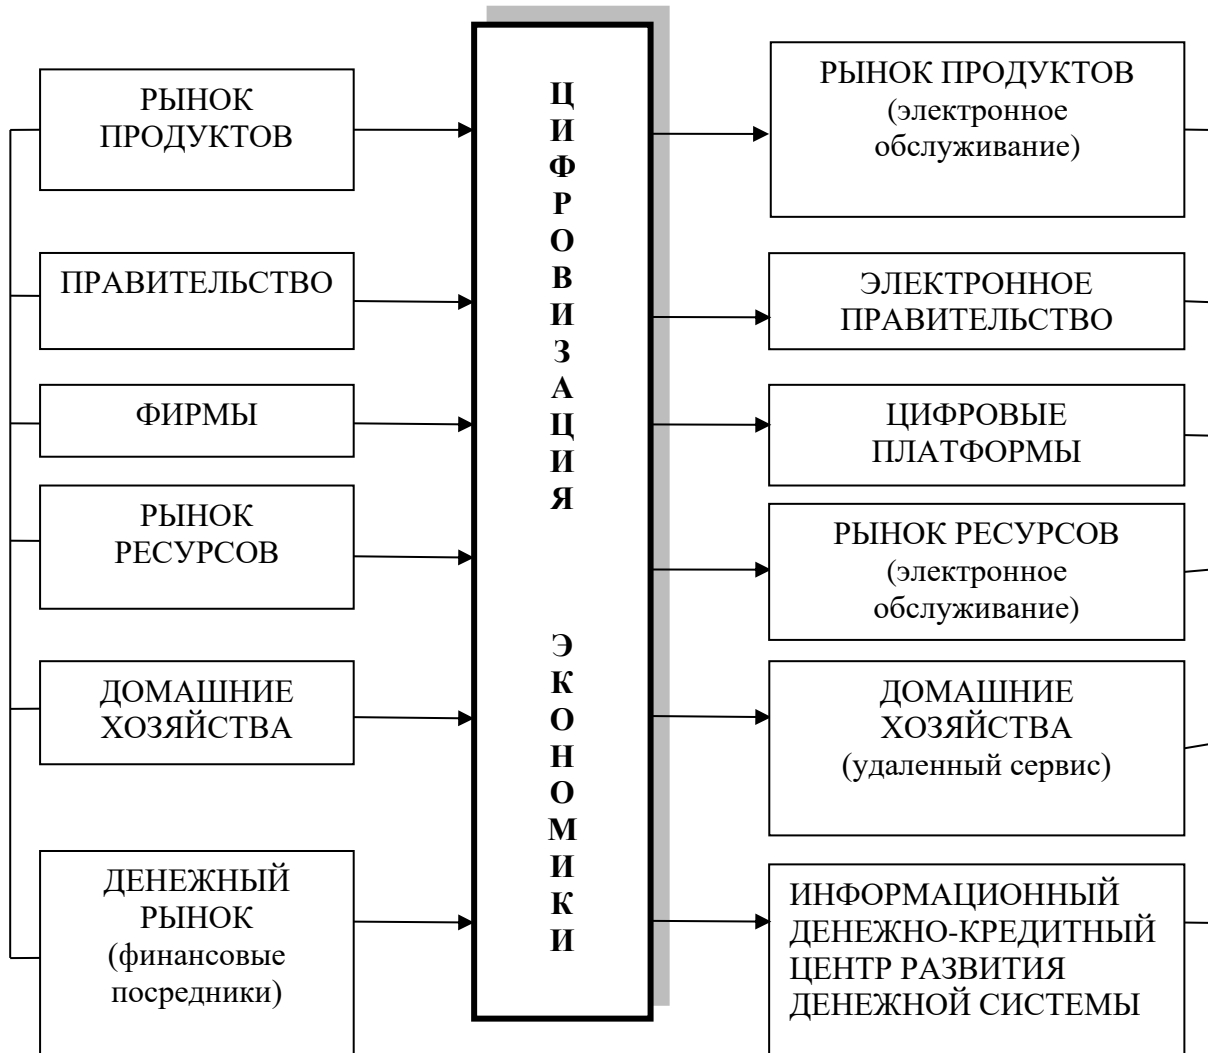 РЫНОК
ПРОДУКТОВ
ПРАВИТЕЛЬСТВО
ФИРМЫ
РЫНОК
РЕСУРСОВ
ДОМАШНИЕ
ХОЗЯЙСТВА
ДЕНЕЖНЫЙ
РЫНОК
(финансовые
посредники)
Ц
И
Ф
Р
О
В
И
З
А
Ц
И
Я
Э
К
О
Н
О
М
И
К
И
РЫНОК ПРОДУКТОВ
(электронное
обслуживание)
ЭЛЕКТРОННОЕ
ПРАВИТЕЛЬСТВО
ЦИФРОВЫЕ
ПЛАТФОРМЫ
РЫНОК РЕСУРСОВ
(электронное
обслуживание)
ДОМАШНИЕ
ХОЗЯЙСТВА
(удаленный сервис)
ИНФОРМАЦИОННЫЙ
ДЕНЕЖНО-КРЕДИТНЫЙ
ЦЕНТР РАЗВИТИЯ
ДЕНЕЖНОЙ СИСТЕМЫ